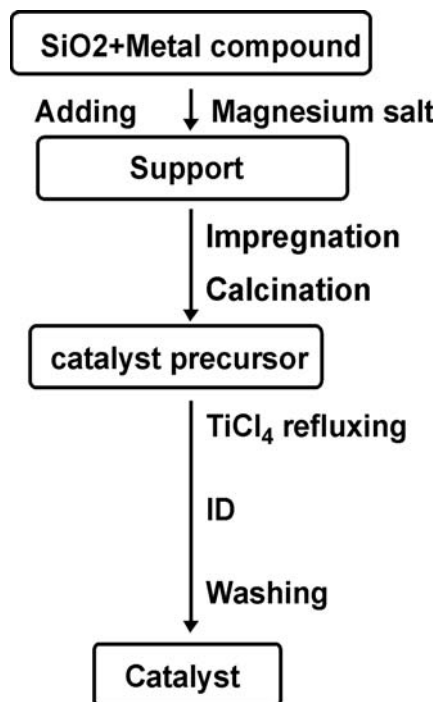 SiO2+Metal compound
Adding Magnesium salt
Support
Impregnation
Calcination
catalyst precursor
TiCl₄ refluxing
ID
Washing
Catalyst